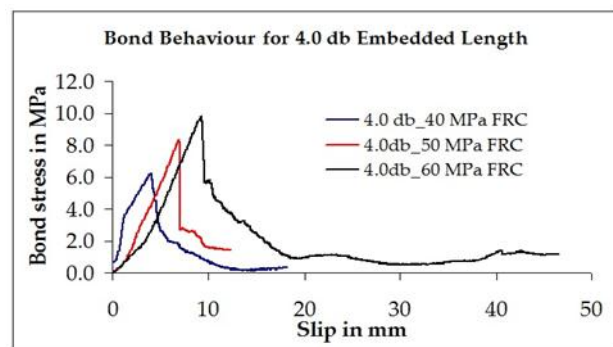 Bond Behaviour for 4.0 db Embedded Length
Bond stress in MPa
12.0
10.0
8.0
6.0
4.0
2.0
0.0
4.0 db_40 MPa FRC
4.0db_50 MPa FRC
4.0db_60 MPa FRC
0
10
20
30
40
50
Slip in mm